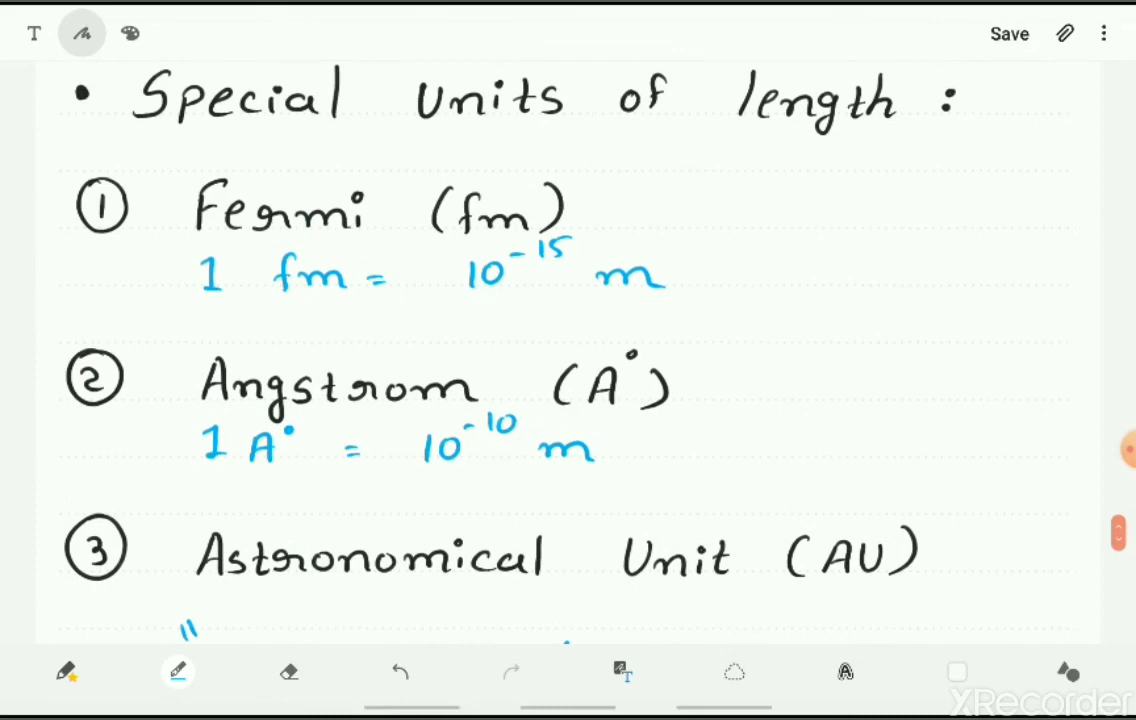 T Save
• Special Units of length :
① Fermi (fm)
1 fm = 10⁻¹⁵ m
② Angstrom (A°)
1 A° = 10⁻¹⁰ m
③ Astronomical Unit (AU)
"
T A
XRecorder